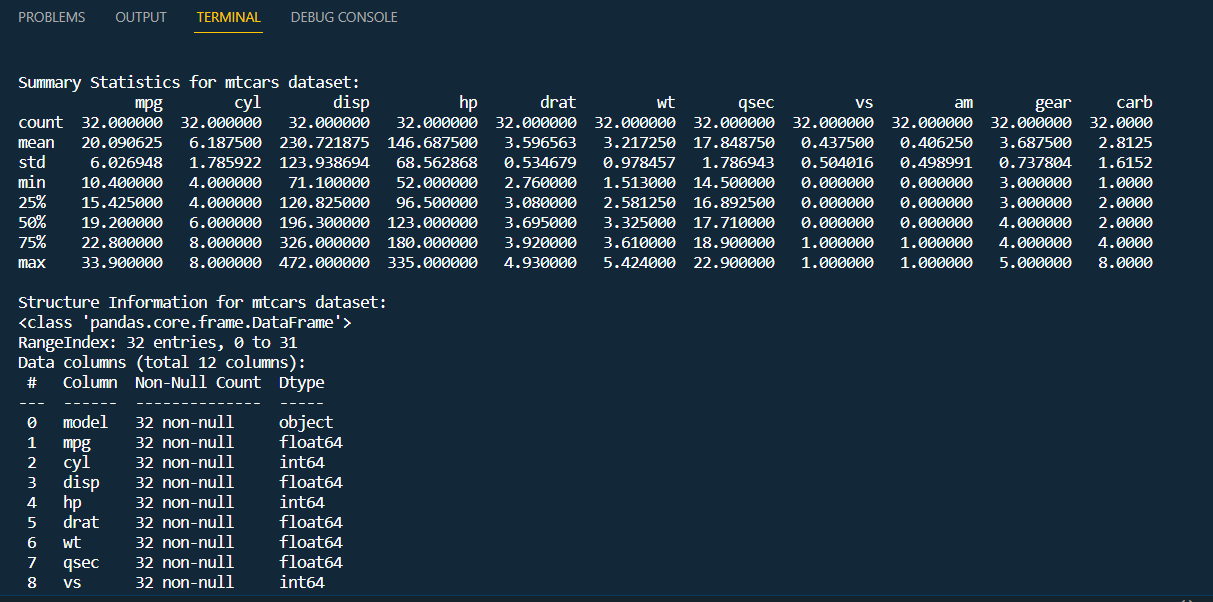 PROBLEMS OUTPUT TERMINAL DEBUG CONSOLE
Summary Statistics for mtcars dataset:
mpg cyl disp hp drat wt qsec vs am gear carb
count 32.000000 32.000000 32.000000 32.000000 32.000000 32.000000 32.000000 32.000000 32.000000 32.000000 32.0000
mean 20.090625 6.187500 230.721875 146.687500 3.596563 3.217250 17.848750 0.437500 0.406250 3.687500 2.8125
std 6.026948 1.785922 123.938694 68.562868 0.534679 0.978457 1.786943 0.504016 0.498991 0.737804 1.6152
min 10.400000 4.000000 71.100000 52.000000 2.760000 1.513000 14.500000 0.000000 0.000000 3.000000 1.0000
25% 15.425000 4.000000 120.825000 96.500000 3.080000 2.581250 16.892500 0.000000 0.000000 3.000000 2.0000
50% 19.200000 6.000000 196.300000 123.000000 3.695000 3.325000 17.710000 0.000000 0.000000 4.000000 2.0000
75% 22.800000 8.000000 326.000000 180.000000 3.920000 3.610000 18.900000 1.000000 1.000000 4.000000 4.0000
max 33.900000 8.000000 472.000000 335.000000 4.930000 5.424000 22.900000 1.000000 1.000000 5.000000 8.0000
Structure Information for mtcars dataset:
<class 'pandas.core.frame.DataFrame'>
RangeIndex: 32 entries, 0 to 31
Data columns (total 12 columns):
# Column Non-Null Count Dtype
--- ------ -------------- -----
0 model 32 non-null object
1 mpg 32 non-null float64
2 cyl 32 non-null int64
3 disp 32 non-null float64
4 hp 32 non-null int64
5 drat 32 non-null float64
6 wt 32 non-null float64
7 qsec 32 non-null float64
8 vs 32 non-null int64